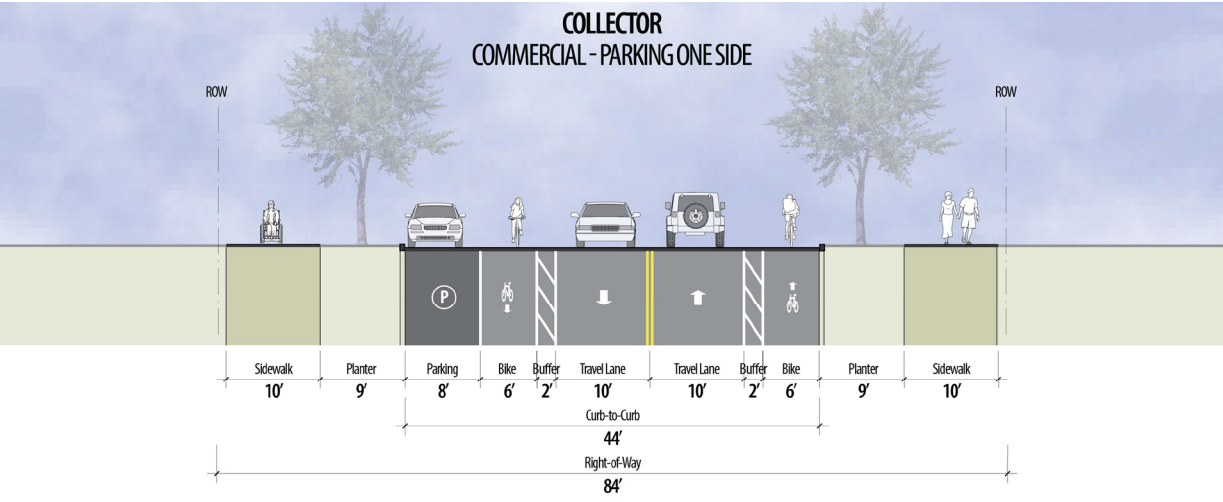 COLLECTOR
COMMERCIAL - PARKING ONE SIDE
ROW
ROW
P
Sidewalk Planter Parking Bike Buffer Travel Lane Travel Lane Buffer Bike Planter Sidewalk
10' 9' 8' 6' 2' 10' 10' 2' 6' 9' 10'
Curb-to-Curb
44'
Right-of-Way
84'